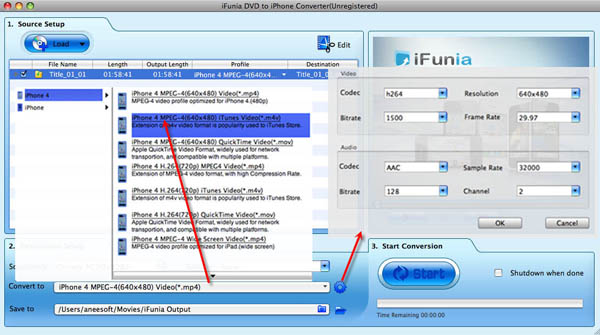 iFunia DVD to iPhone Converter(Unregistered)
1. Source Setup
Load
Edit
File Name Length Output Length Profile Destination
Title_01_01 01:58:41 01:58:41 iPhone 4 MPEG-4(640x4... Title_01_01
iPhone 4
iPhone
iPhone 4 MPEG-4(640x480) Video(*.mp4)
MPEG-4 video profile optimized for iPhone 4.(480p)
iPhone 4 MPEG-4(640x480) iTunes Video(*.m4v)
Extension of m4v video format is popularity used to iTunes Store.
iPhone 4 MPEG-4(640x480) QuickTime Video(*.mov)
Apple QuickTime Video Format, widely used for network
transportion, and compatible with multiple platforms.
iPhone 4 H.264(720p) MPEG-4 Video(*.mp4)
Extension of MPEG-4 video format, with high Compression Rate.
iPhone 4 H.264(720p) iTunes Video(*.m4v)
Extension of m4v video format is popularity used to iTunes Store.
iPhone 4 H.264(720p) QuickTime Video(*.mov)
Apple QuickTime Video Format, widely used for network
transportion, and compatible with multiple platforms.
iPhone 4 MPEG-4 Wide Screen Video(*.mp4)
MPEG-4 video profile optimized for iPad.(wide screen)
iFunia
Video
Codec h264 Resolution 640x480
Bitrate 1500 Frame Rate 29.97
Audio
Codec AAC Sample Rate 32000
Bitrate 128 Channel 2
OK Cancel
2.
Convert to iPhone 4 MPEG-4(640x480) Video(*.mp4)
Save to /Users/aneesoft/Movies/iFunia Output
3. Start Conversion
Start
Shutdown when done
Time Remaining 00:00:00